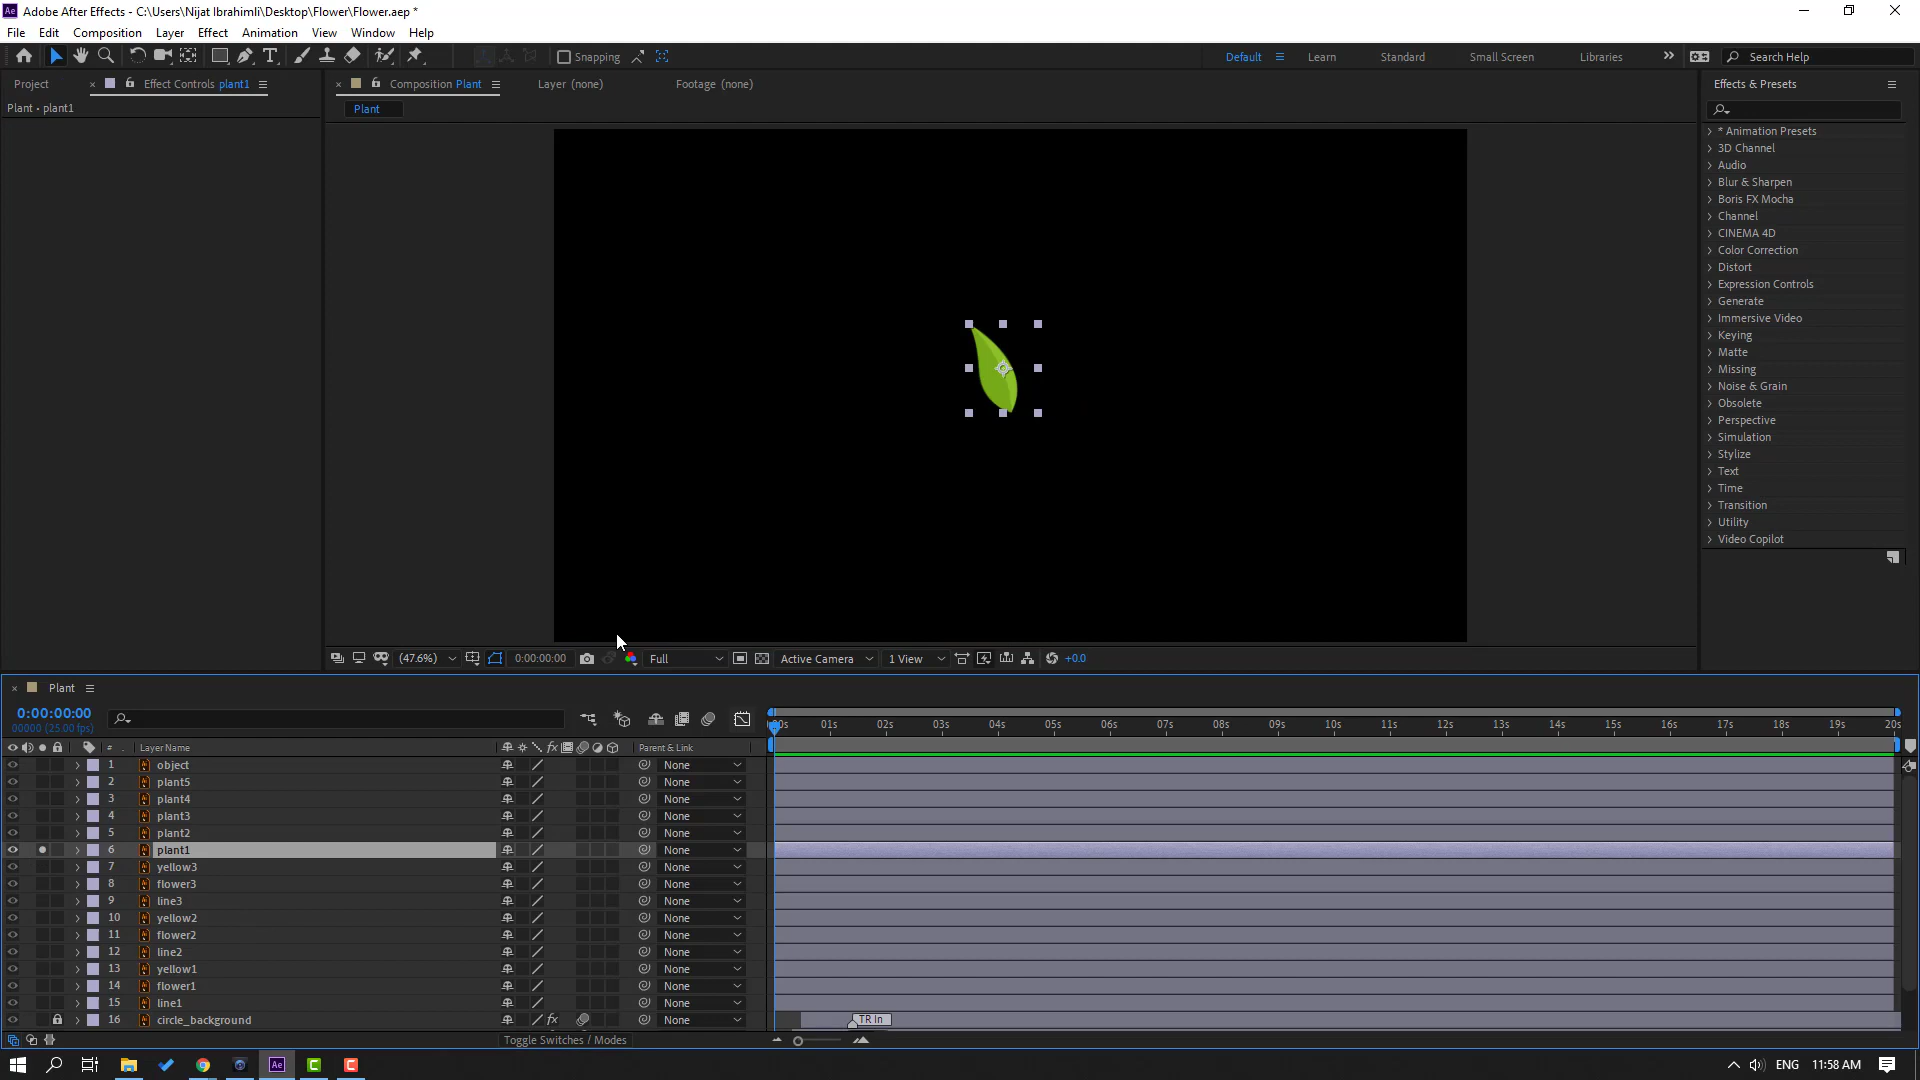 Adobe After Effects - C:\Users\Nijat Ibrahimli\Desktop\Flower\Flower.aep *
File Edit Composition Layer Effect Animation View Window Help
Snapping
Default Learn Standard Small Screen Libraries Search Help
Project Effect Controls plant1
Composition Plant Layer (none) Footage (none)
Effects & Presets
Plant • plant1
Plant
* Animation Presets
3D Channel
Audio
Blur & Sharpen
Boris FX Mocha
Channel
CINEMA 4D
Color Correction
Distort
Expression Controls
Generate
Immersive Video
Keying
Matte
Missing
Noise & Grain
Obsolete
Perspective
Simulation
Stylize
Text
Time
Transition
Utility
Video Copilot
(47.6%) 0:00:00:00 Full Active Camera 1 View +0.0
Plant
0:00:00:00
00000 (25.00 fps)
00s 01s 02s 03s 04s 05s 06s 07s 08s 09s 10s 11s 12s 13s 14s 15s 16s 17s 18s 19s 20s
# Layer Name fx Parent & Link
1 object None
2 plant5 None
3 plant4 None
4 plant3 None
5 plant2 None
6 plant1 None
7 yellow3 None
8 flower3 None
9 line3 None
10 yellow2 None
11 flower2 None
12 line2 None
13 yellow1 None
14 flower1 None
15 line1 None
16 circle_background fx None TR In
Toggle Switches / Modes
Ae ENG 11:58 AM